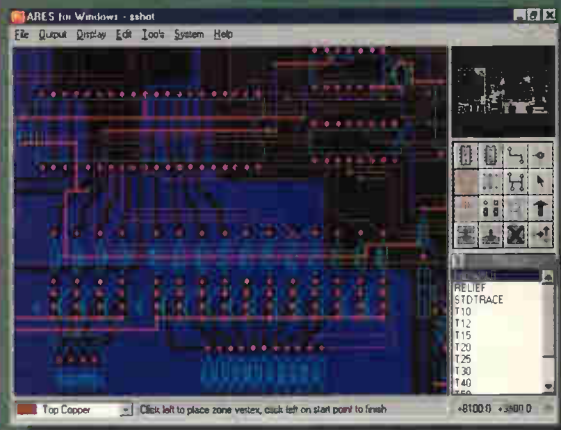 ARES for Windows - sshot
File Output Display Edit Tools System Help
RELIEF
STDTRACE
T10
T12
T15
T20
T25
T30
T40
T50
Top Copper
Click left to place zone vertex, click left on start point to finish
+8100.0 +3500.0